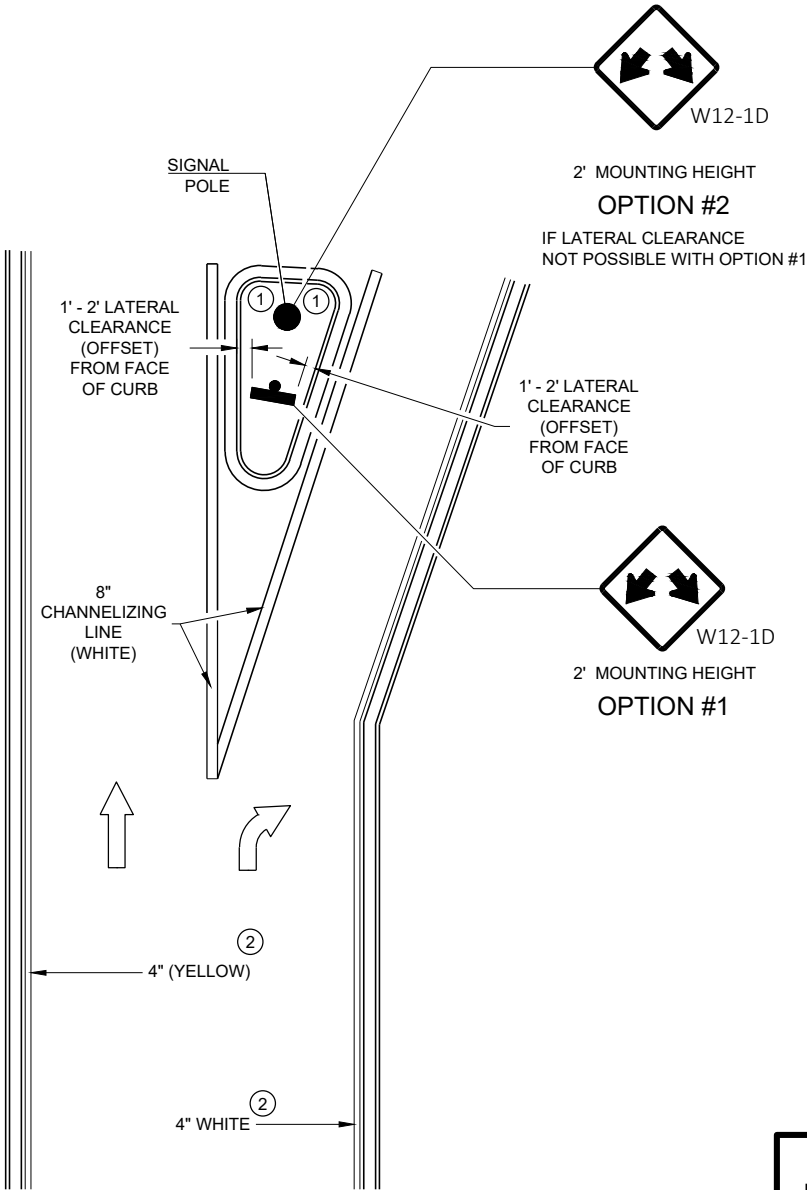 W12-1D
2' MOUNTING HEIGHT
OPTION #2
IF LATERAL CLEARANCE
NOT POSSIBLE WITH OPTION #1
SIGNAL
POLE
1
1
1' - 2' LATERAL
CLEARANCE
(OFFSET)
FROM FACE
OF CURB
1' - 2' LATERAL
CLEARANCE
(OFFSET)
FROM FACE
OF CURB
8"
CHANNELIZING
LINE
(WHITE)
W12-1D
2' MOUNTING HEIGHT
OPTION #1
2
4" (YELLOW)
2
4" WHITE